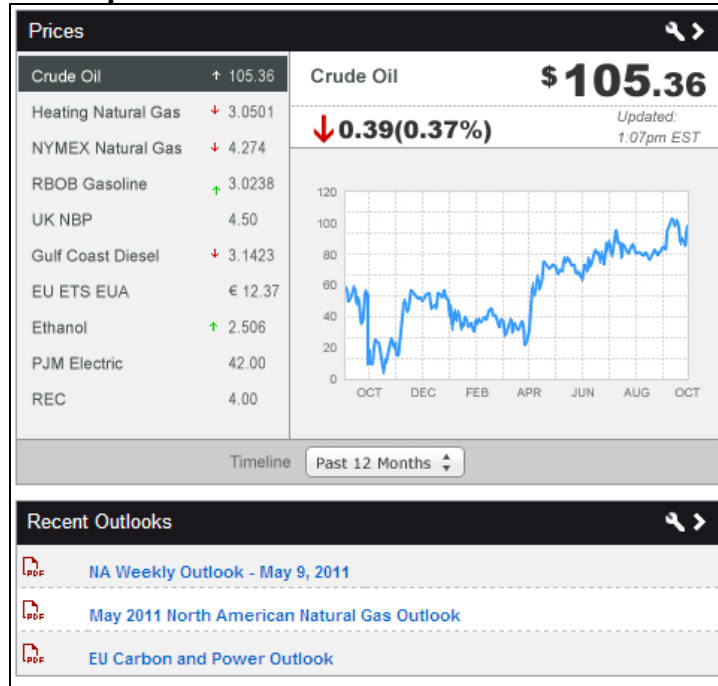 Prices
Crude Oil ↑ 105.36
Heating Natural Gas ↓ 3.0501
NYMEX Natural Gas ↓ 4.274
RBOB Gasoline ↑ 3.0238
UK NBP 4.50
Gulf Coast Diesel ↓ 3.1423
EU ETS EUA € 12.37
Ethanol ↑ 2.506
PJM Electric 42.00
REC 4.00
Crude Oil $105.36
↓0.39(0.37%)
Updated:
1:07pm EST
120
100
80
60
40
20
0
OCT DEC FEB APR JUN AUG OCT
Timeline Past 12 Months
Recent Outlooks
PDF NA Weekly Outlook - May 9, 2011
PDF May 2011 North American Natural Gas Outlook
PDF EU Carbon and Power Outlook